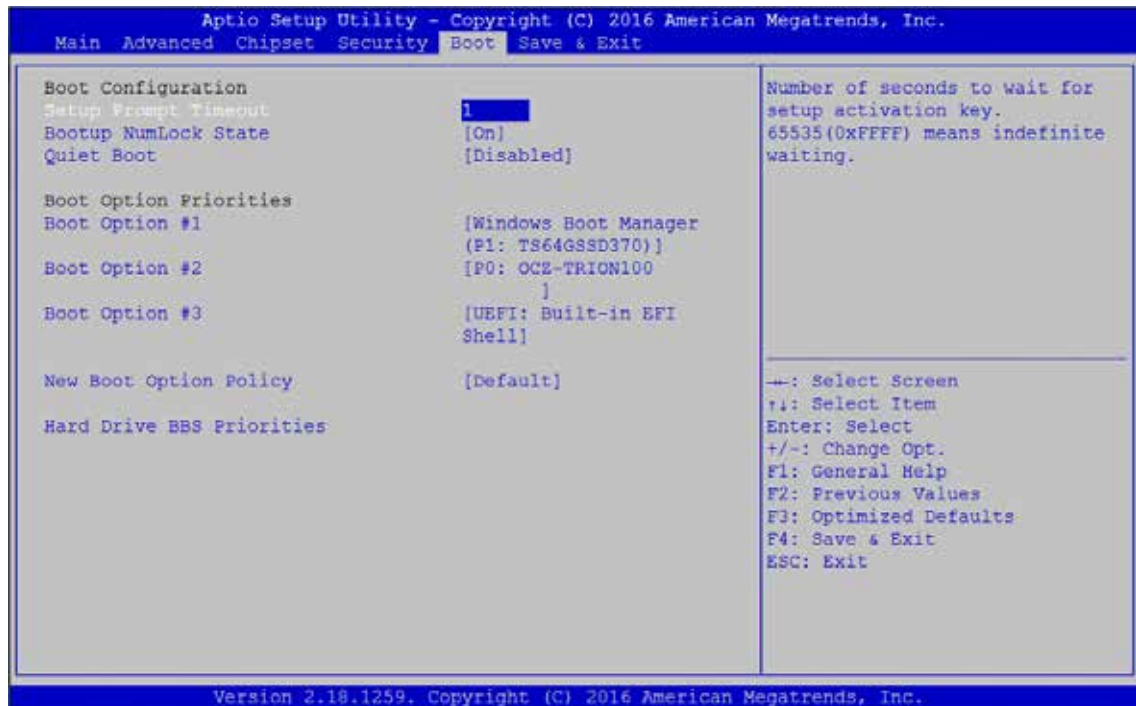 Aptio Setup Utility - Copyright (C) 2016 American Megatrends, Inc.
Main Advanced Chipset Security Boot Save & Exit
Boot Configuration
Setup Prompt Timeout 1
Bootup NumLock State [On]
Quiet Boot [Disabled]
Boot Option Priorities
Boot Option #1 [Windows Boot Manager
(P1: TS64GSSD370)]
Boot Option #2 [P0: OCZ-TRION100
]
Boot Option #3 [UEFI: Built-in EFI
Shell]
New Boot Option Policy [Default]
Hard Drive BBS Priorities
Number of seconds to wait for
setup activation key.
65535(0xFFFF) means indefinite
waiting.
→←: Select Screen
↑↓: Select Item
Enter: Select
+/-: Change Opt.
F1: General Help
F2: Previous Values
F3: Optimized Defaults
F4: Save & Exit
ESC: Exit
Version 2.18.1259. Copyright (C) 2016 American Megatrends, Inc.